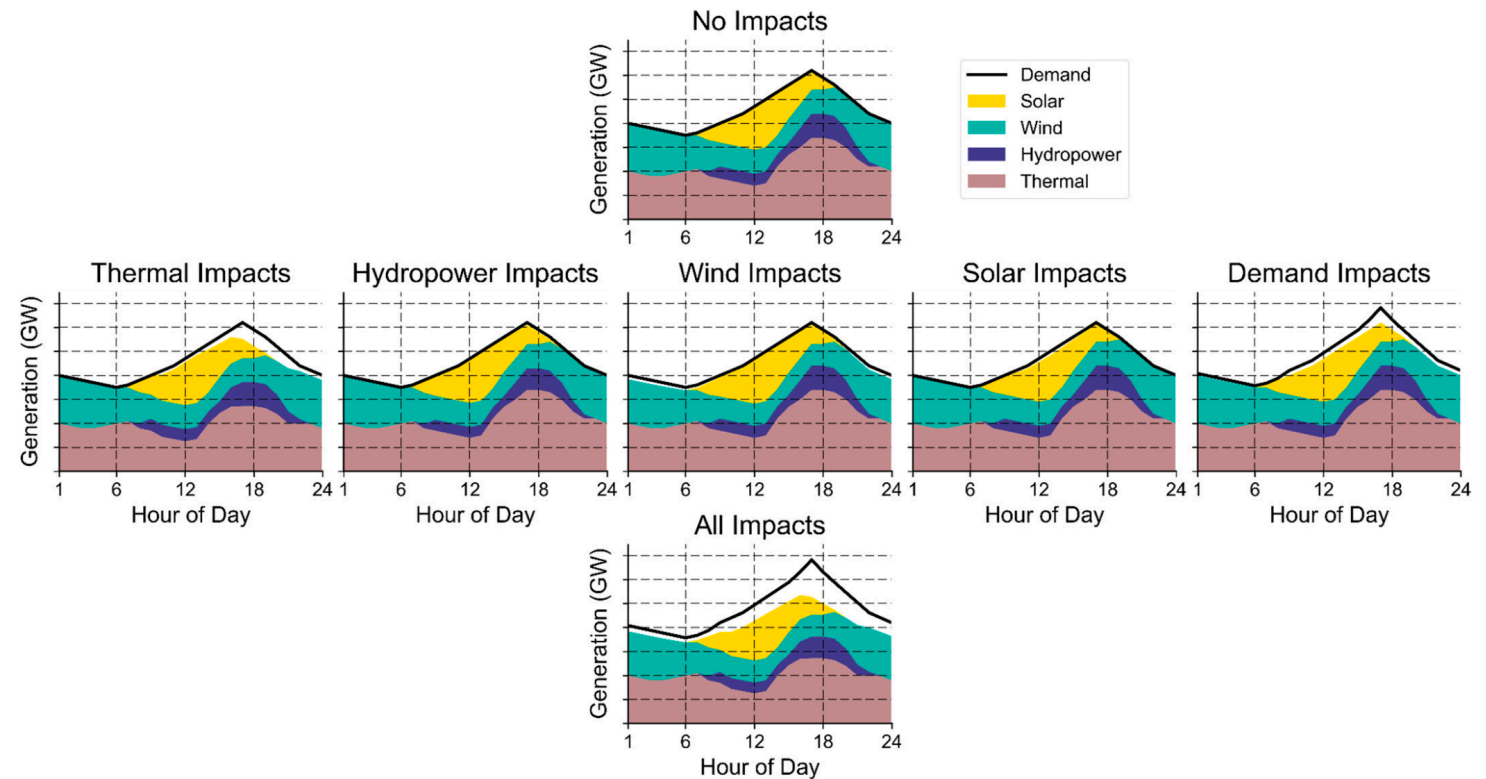 No Impacts
Generation (GW)
1 6 12 18 24
Demand
Solar
Wind
Hydropower
Thermal
Thermal Impacts
Generation (GW)
1 6 12 18 24
Hour of Day
Hydropower Impacts
1 6 12 18 24
Hour of Day
Wind Impacts
1 6 12 18 24
Hour of Day
Solar Impacts
1 6 12 18 24
Hour of Day
Demand Impacts
1 6 12 18 24
Hour of Day
All Impacts
Generation (GW)
1 6 12 18 24
Hour of Day